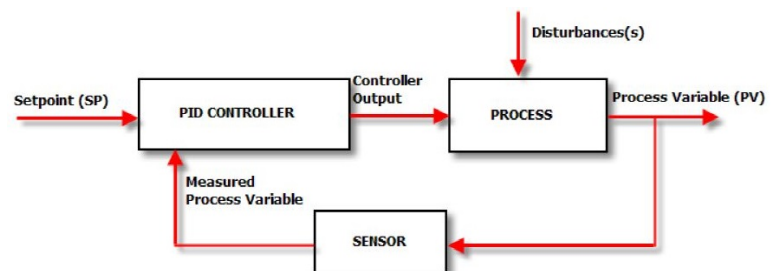 Disturbances(s)
Setpoint (SP)
PID CONTROLLER
Controller
Output
PROCESS
Process Variable (PV)
Measured
Process Variable
SENSOR